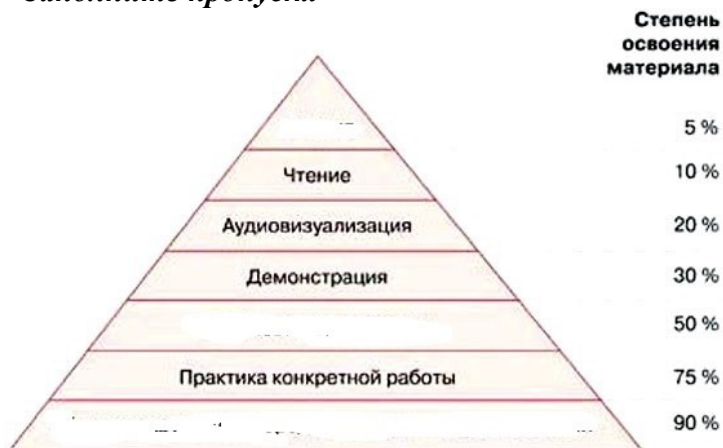 Заполните пропуски
Степень
освоения
материала
5 %
Чтение 10 %
Аудиовизуализация 20 %
Демонстрация 30 %
50 %
Практика конкретной работы 75 %
90 %